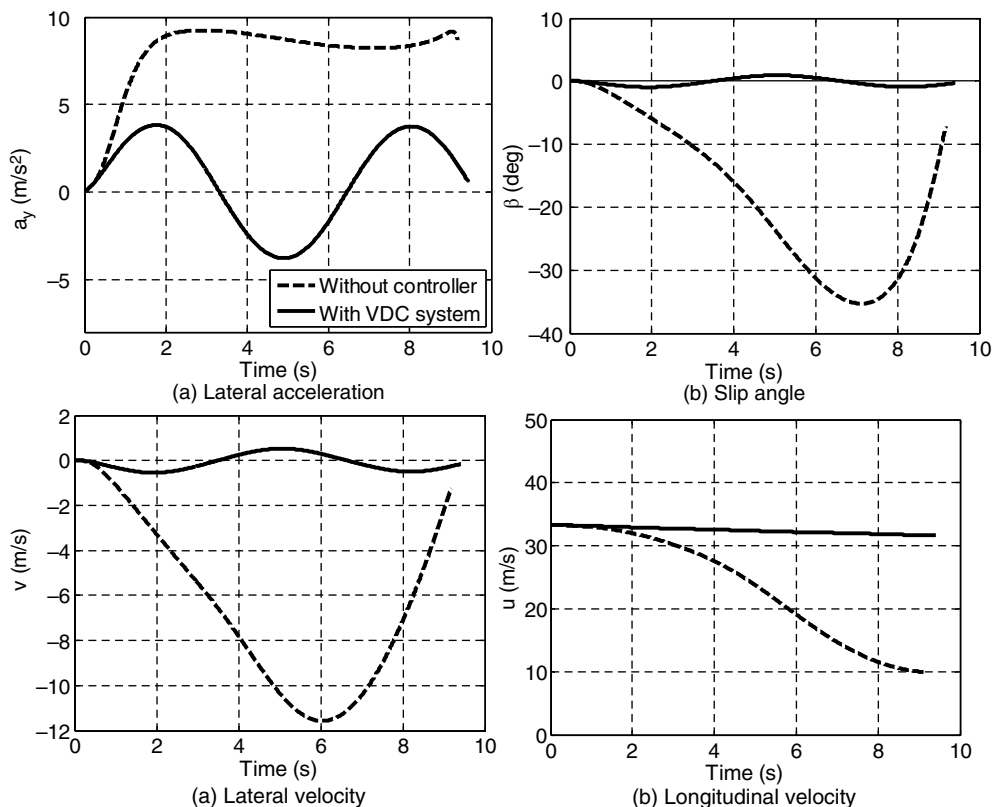 10
5
0
−5
a_y (m/s²)
Without controller
With VDC system
0 2 4 6 8 10
Time (s)
(a) Lateral acceleration
10
0
−10
−20
−30
−40
β (deg)
0 2 4 6 8 10
Time (s)
(b) Slip angle
2
0
−2
−4
−6
−8
−10
−12
v (m/s)
0 2 4 6 8 10
Time (s)
(a) Lateral velocity
50
40
30
20
10
0
u (m/s)
0 2 4 6 8 10
Time (s)
(b) Longitudinal velocity